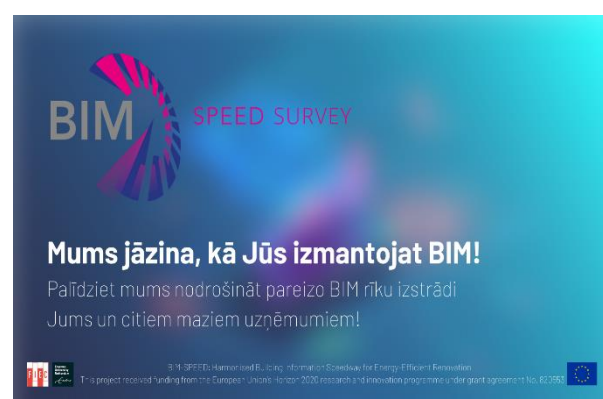 BIM
SPEED SURVEY
Mums jāzina, kā Jūs izmantojat BIM!
Palīdziet mums nodrošināt pareizo BIM rīku izstrādi
Jums un citiem maziem uzņēmumiem!
BIM-SPEED: Harmonised Building Information Speedway for Energy-Efficient Renovation
This project received funding from the European Union's Horizon 2020 research and innovation programme under grant agreement No. 820553